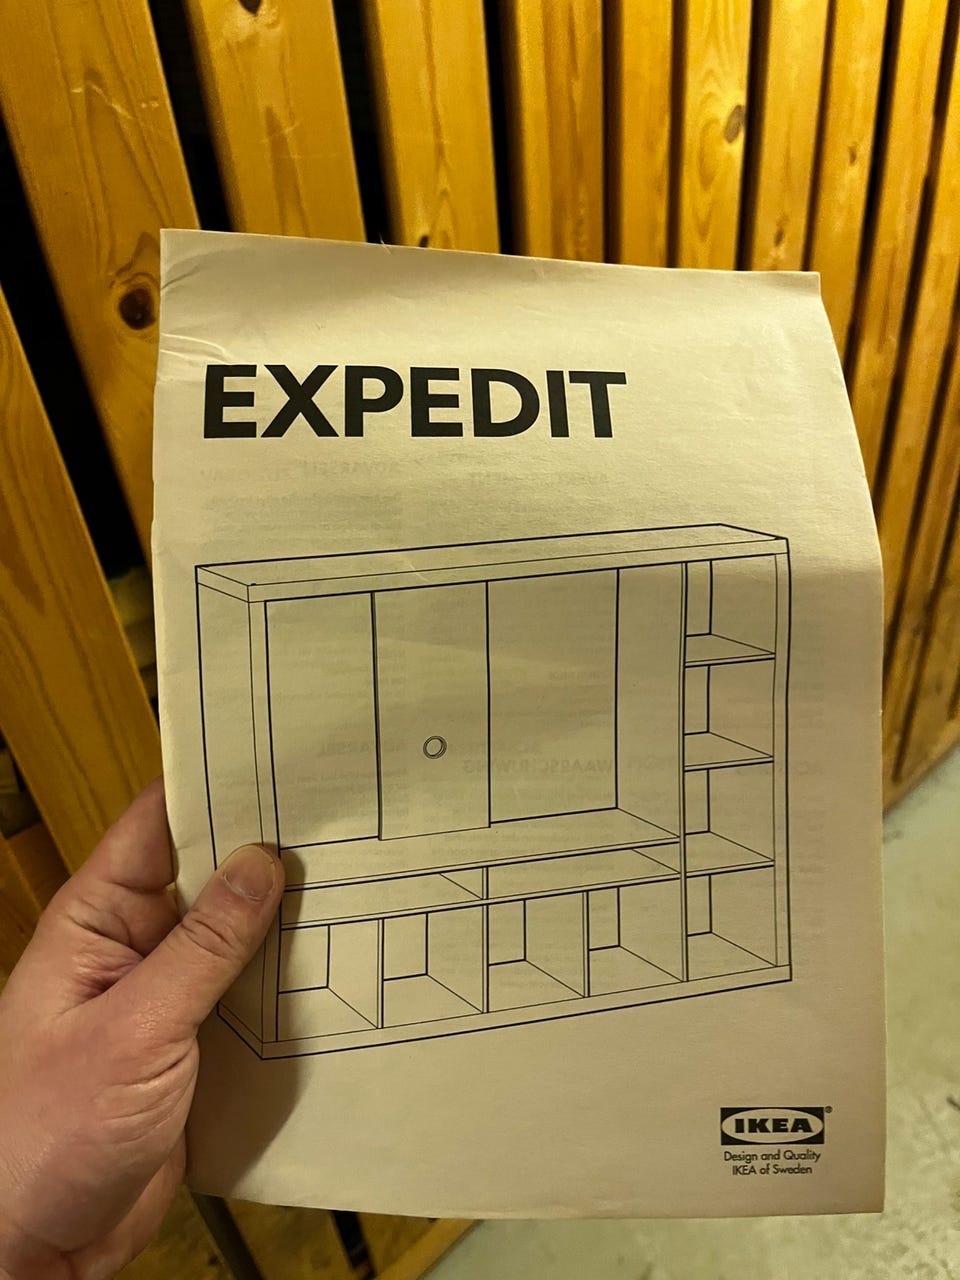 EXPEDIT
IKEA®
Design and Quality
IKEA of Sweden